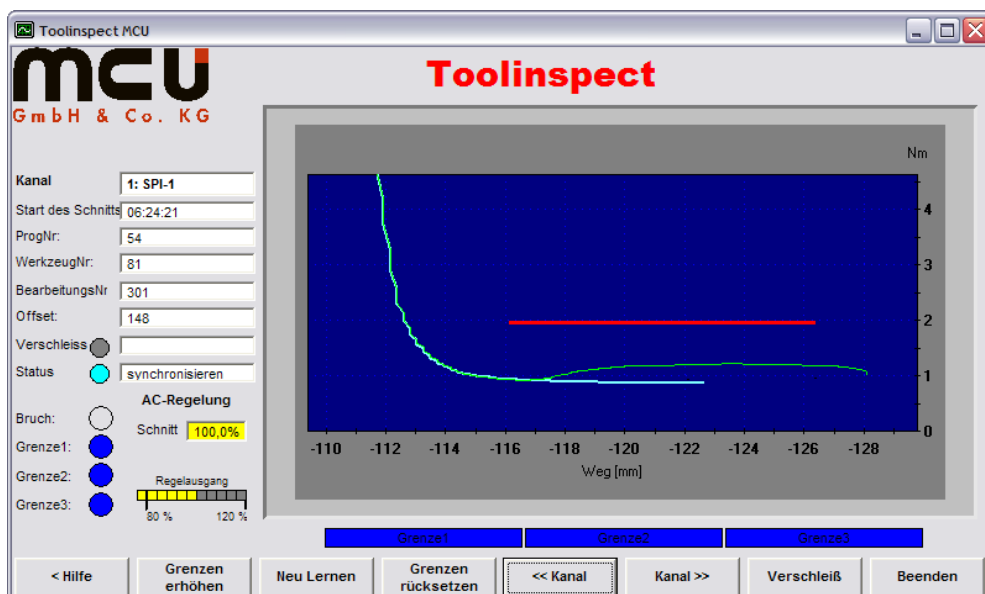 Toolinspect MCU
mcu
GmbH & Co. KG
Toolinspect
Kanal 1: SPI-1
Start des Schnitts 06:24:21
ProgNr: 54
WerkzeugNr: 81
BearbeitungsNr 301
Offset: 148
Verschleiss
Status synchronisieren
AC-Regelung
Bruch:
Schnitt 100,0%
Grenze1:
Grenze2:
Grenze3:
Regelausgang
80 % 120 %
Nm
4
3
2
1
0
-110 -112 -114 -116 -118 -120 -122 -124 -126 -128
Weg [mm]
Grenze1 Grenze2 Grenze3
< Hilfe
Grenzen erhöhen
Neu Lernen
Grenzen rücksetzen
<< Kanal
Kanal >>
Verschleiß
Beenden